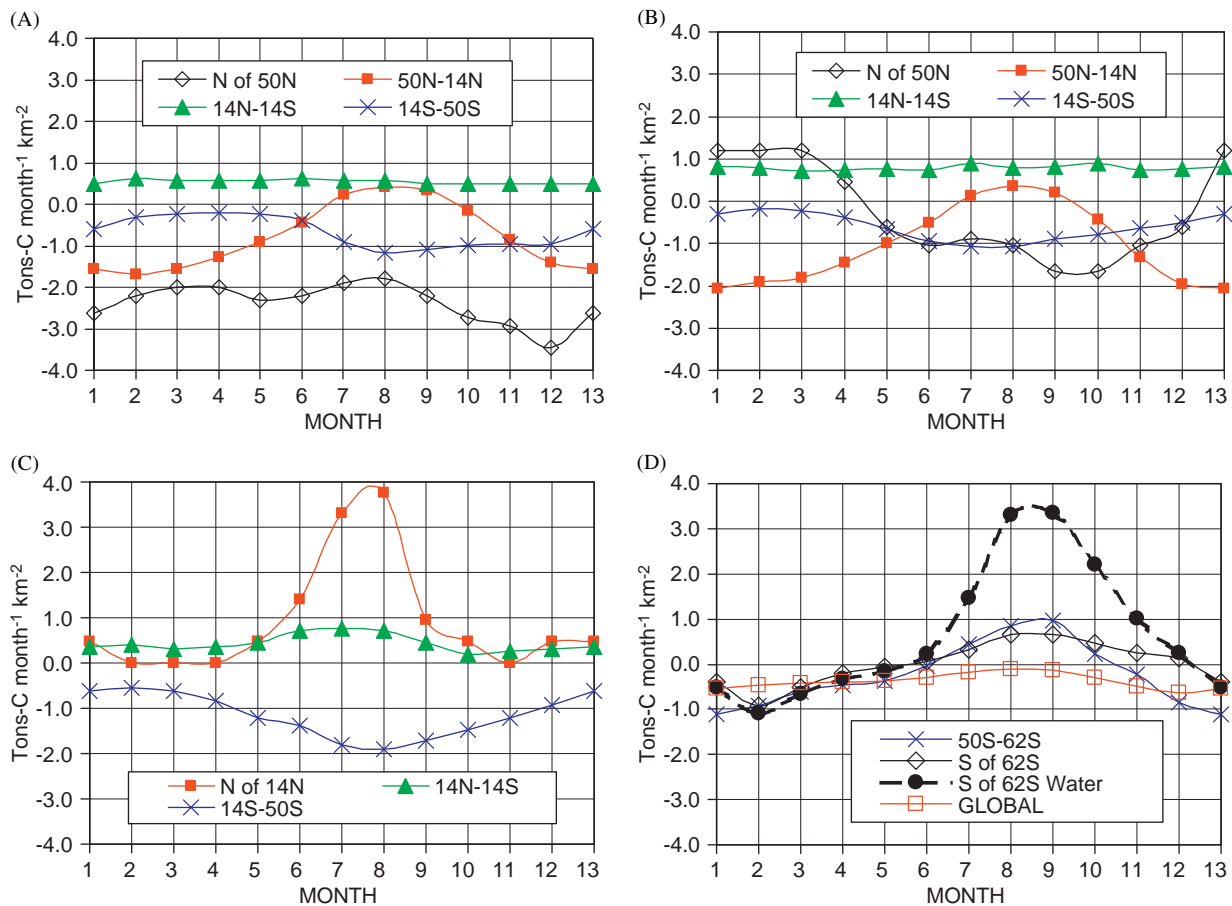 (A)
Tons-C month-1 km-2
4.0
3.0
2.0
1.0
0.0
-1.0
-2.0
-3.0
-4.0
N of 50N 50N-14N
14N-14S 14S-50S
1 2 3 4 5 6 7 8 9 10 11 12 13
MONTH
(B)
Tons-C month-1 km-2
4.0
3.0
2.0
1.0
0.0
-1.0
-2.0
-3.0
-4.0
N of 50N 50N-14N
14N-14S 14S-50S
1 2 3 4 5 6 7 8 9 10 11 12 13
MONTH
(C)
Tons-C month-1 km-2
4.0
3.0
2.0
1.0
0.0
-1.0
-2.0
-3.0
-4.0
N of 14N 14N-14S
14S-50S
1 2 3 4 5 6 7 8 9 10 11 12 13
MONTH
(D)
Tons-C month-1 km-2
4.0
3.0
2.0
1.0
0.0
-1.0
-2.0
-3.0
-4.0
50S-62S
S of 62S
S of 62S Water
GLOBAL
1 2 3 4 5 6 7 8 9 10 11 12 13
MONTH